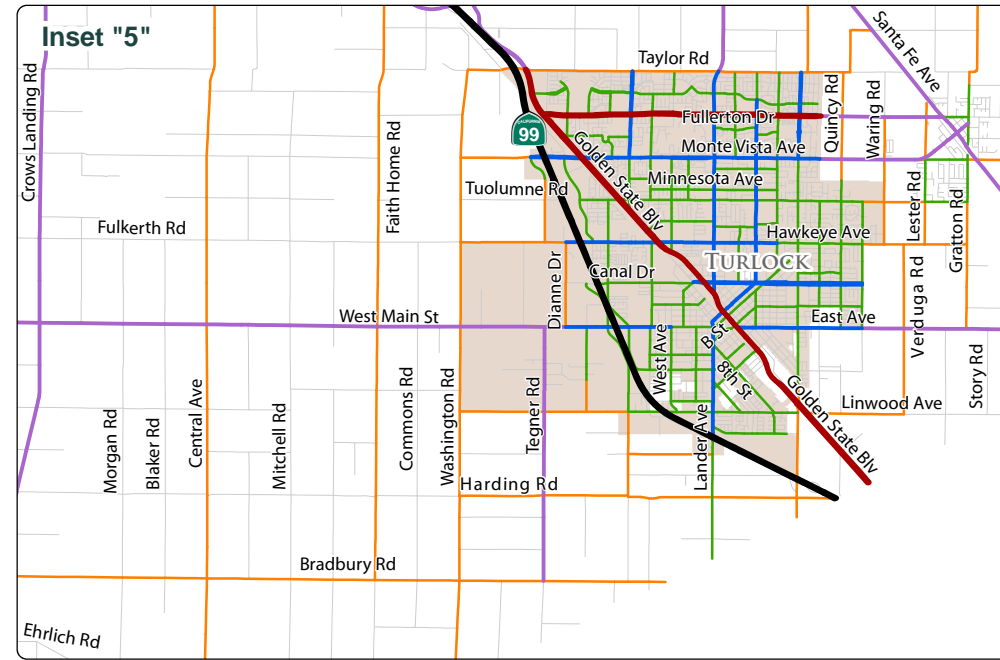 Inset "5"
Crows Landing Rd
Taylor Rd
Santa Fe Ave
CALIFORNIA
99
Fullerton Dr
Quincy Rd
Waring Rd
Faith Home Rd
Golden State Blv
Monte Vista Ave
Minnesota Ave
Tuolumne Rd
Lester Rd
Gratton Rd
Fulkerth Rd
Hawkeye Ave
TURLOCK
Canal Dr
Dianne Dr
Verduga Rd
West Main St
East Ave
B St
West Ave
8th St
Story Rd
Golden State Blv
Linwood Ave
Central Ave
Commons Rd
Washington Rd
Tegner Rd
Morgan Rd
Blaker Rd
Mitchell Rd
Lander Ave
Harding Rd
Bradbury Rd
Ehrlich Rd